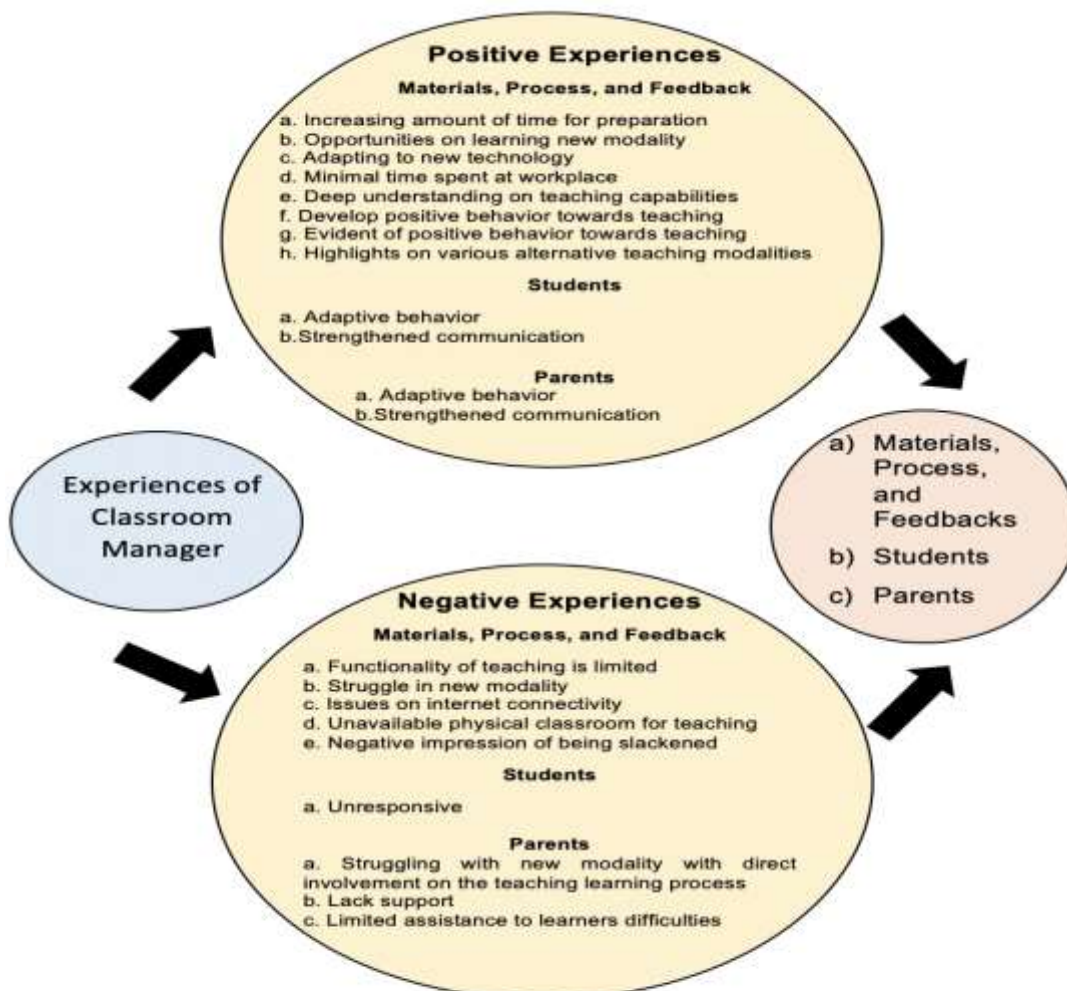 Positive Experiences
Materials, Process, and Feedback
a. Increasing amount of time for preparation
b. Opportunities on learning new modality
c. Adapting to new technology
d. Minimal time spent at workplace
e. Deep understanding on teaching capabilities
f. Develop positive behavior towards teaching
g. Evident of positive behavior towards teaching
h. Highlights on various alternative teaching modalities
Students
a. Adaptive behavior
b.Strengthened communication
Parents
a. Adaptive behavior
b.Strengthened communication
Experiences of
Classroom
Manager
a) Materials,
Process,
and
Feedbacks
b) Students
c) Parents
Negative Experiences
Materials, Process, and Feedback
a. Functionality of teaching is limited
b. Struggle in new modality
c. Issues on internet connectivity
d. Unavailable physical classroom for teaching
e. Negative impression of being slackened
Students
a. Unresponsive
Parents
a. Struggling with new modality with direct
involvement on the teaching learning process
b. Lack support
c. Limited assistance to learners difficulties